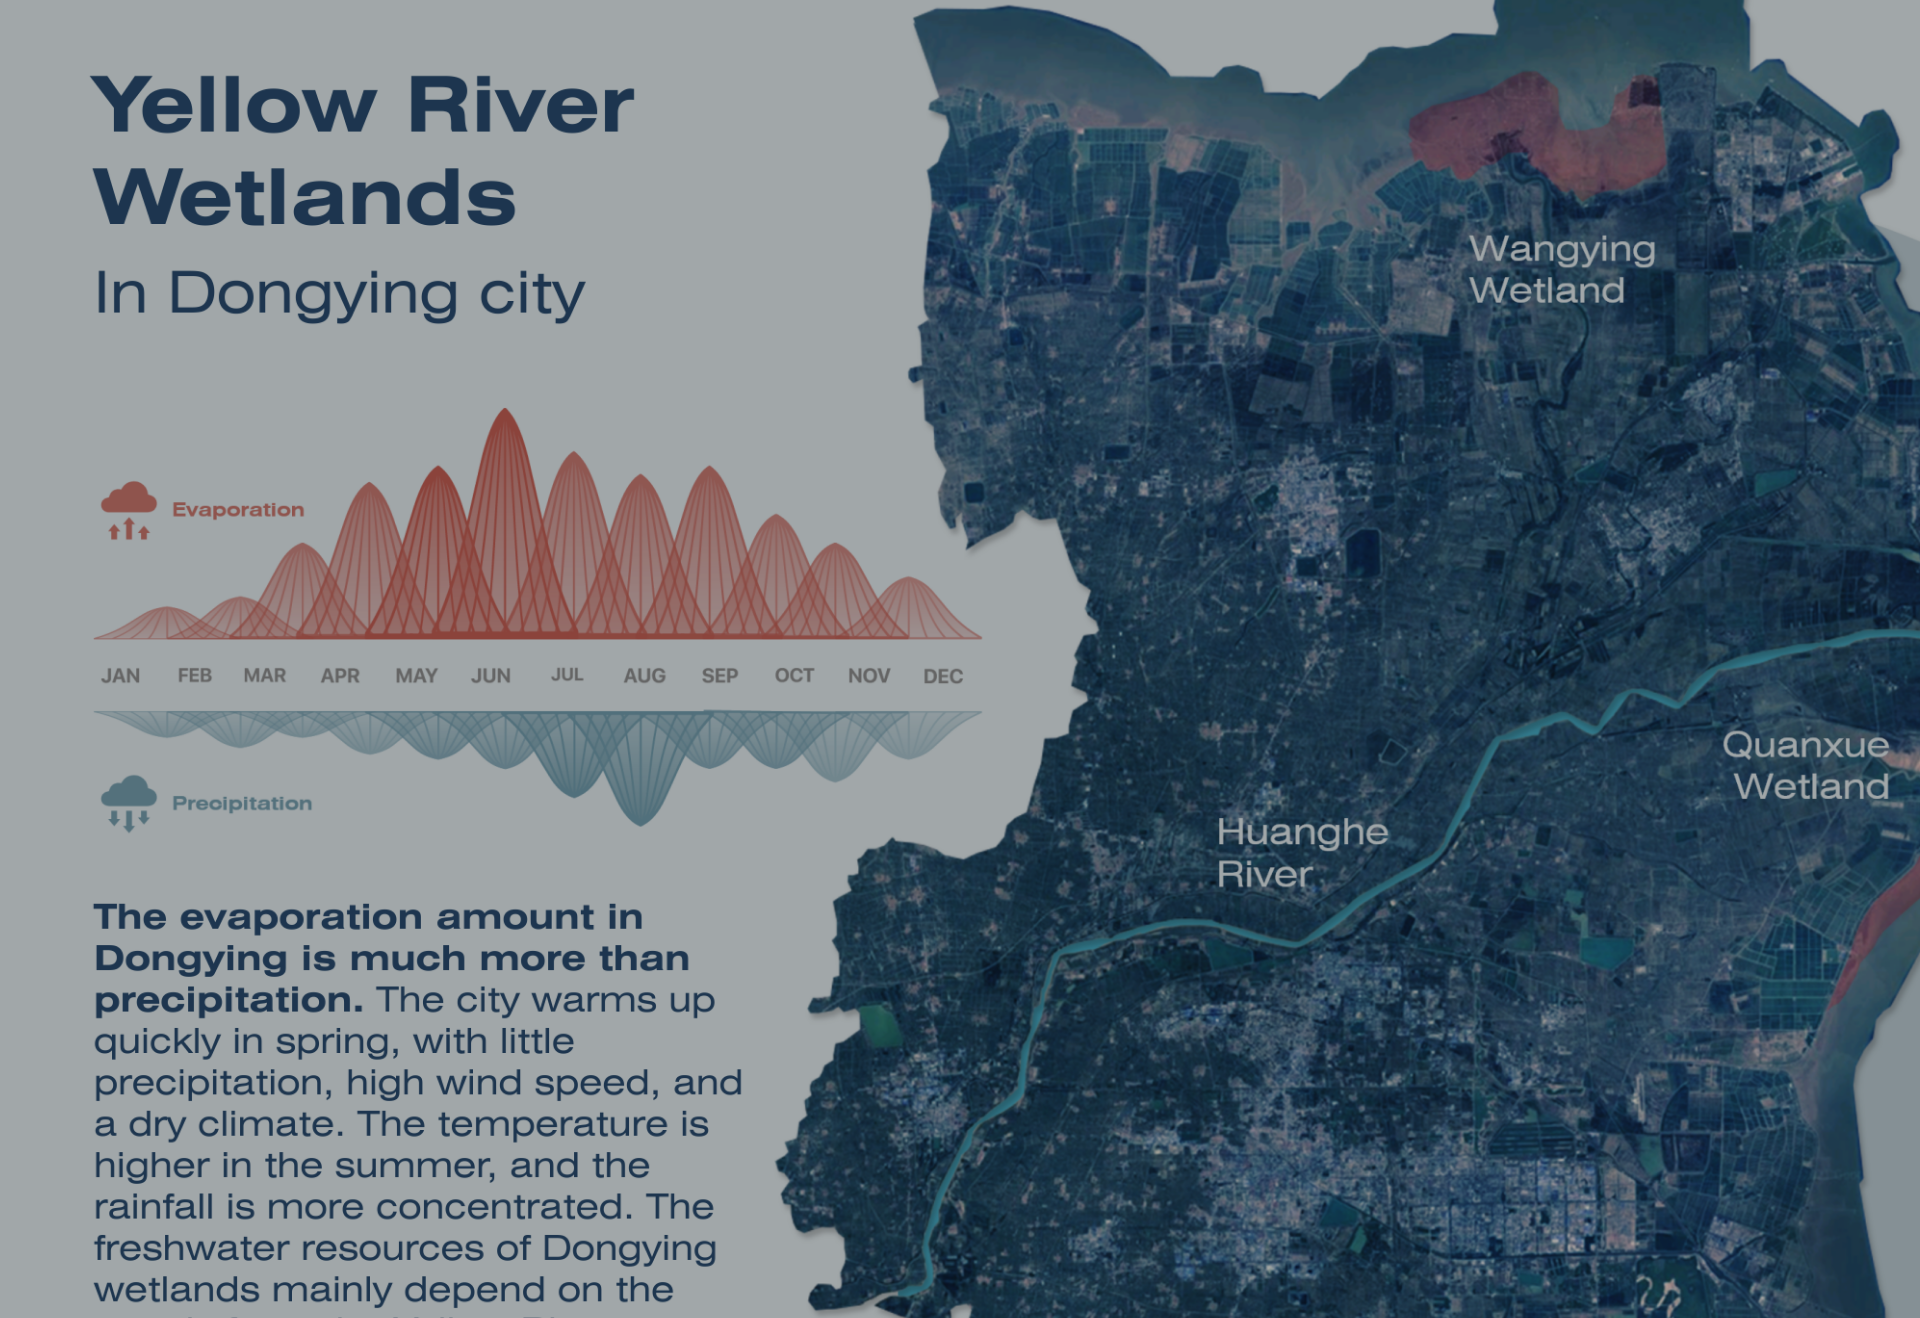 Yellow River
Wetlands
In Dongying city
Evaporation
JAN FEB MAR APR MAY JUN JUL AUG SEP OCT NOV DEC
Precipitation
The evaporation amount in
Dongying is much more than
precipitation. The city warms up
quickly in spring, with little
precipitation, high wind speed, and
a dry climate. The temperature is
higher in the summer, and the
rainfall is more concentrated. The
freshwater resources of Dongying
wetlands mainly depend on the
Wangying
Wetland
Quanxue
Wetland
Huanghe
River